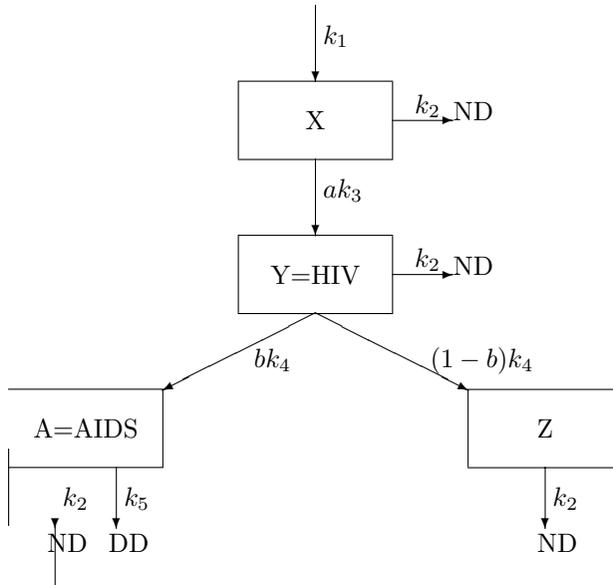 k₁
X
k₂ ND
ak₃
Y=HIV
k₂ ND
bk₄
(1 − b)k₄
A=AIDS
Z
k₂
k₅
k₂
ND
DD
ND